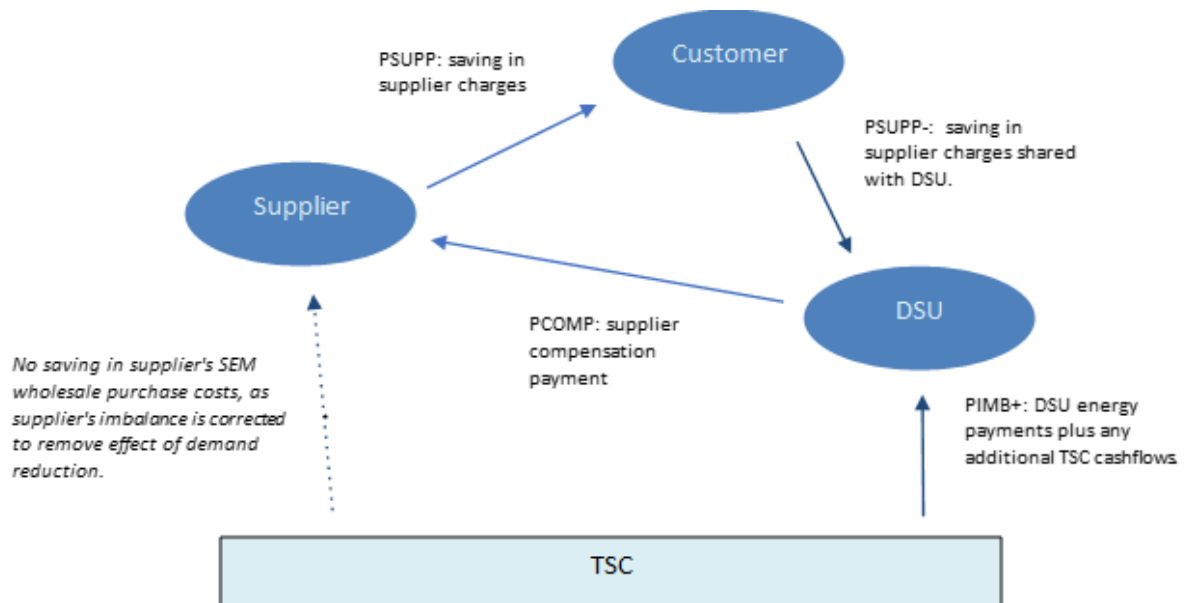 Customer
PSUPP: saving in
supplier charges
PSUPP-: saving in
supplier charges shared
with DSU.
Supplier
DSU
PCOMP: supplier
compensation
payment
No saving in supplier's SEM
wholesale purchase costs, as
supplier's imbalance is corrected
to remove effect of demand
reduction.
PIMB+: DSU energy
payments plus any
additional TSC cashflows.
TSC